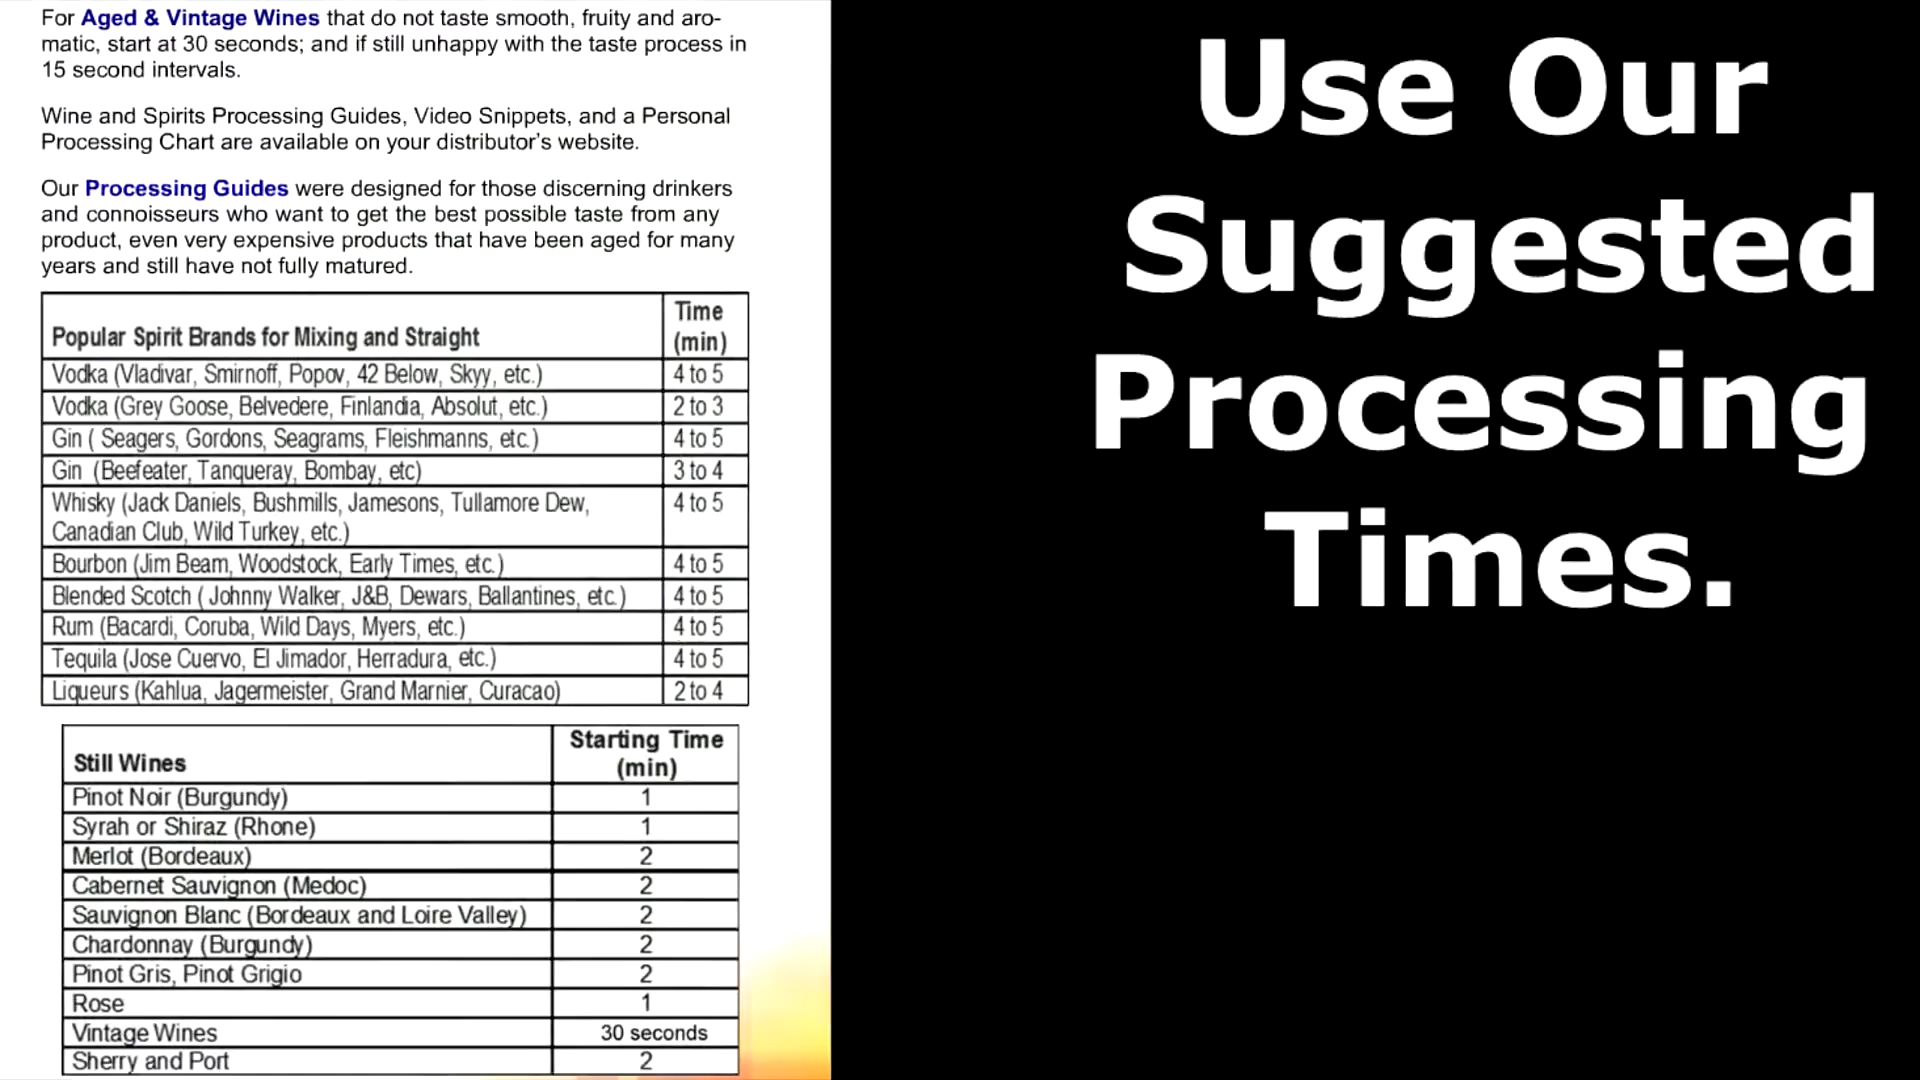 For Aged & Vintage Wines that do not taste smooth, fruity and aro-
matic, start at 30 seconds; and if still unhappy with the taste process in
15 second intervals.
Wine and Spirits Processing Guides, Video Snippets, and a Personal
Processing Chart are available on your distributor's website.
Our Processing Guides were designed for those discerning drinkers
and connoisseurs who want to get the best possible taste from any
product, even very expensive products that have been aged for many
years and still have not fully matured.
Popular Spirit Brands for Mixing and Straight Time (min)
Vodka (Vladivar, Smirnoff, Popov, 42 Below, Skyy, etc.) 4 to 5
Vodka (Grey Goose, Belvedere, Finlandia, Absolut, etc.) 2 to 3
Gin ( Seagers, Gordons, Seagrams, Fleishmanns, etc.) 4 to 5
Gin (Beefeater, Tanqueray, Bombay, etc) 3 to 4
Whisky (Jack Daniels, Bushmills, Jamesons, Tullamore Dew, 4 to 5
Canadian Club, Wild Turkey, etc.)
Bourbon (Jim Beam, Woodstock, Early Times, etc.) 4 to 5
Blended Scotch ( Johnny Walker, J&B, Dewars, Ballantines, etc.) 4 to 5
Rum (Bacardi, Coruba, Wild Days, Myers, etc.) 4 to 5
Tequila (Jose Cuervo, El Jimador, Herradura, etc.) 4 to 5
Liqueurs (Kahlua, Jagermeister, Grand Marnier, Curacao) 2 to 4
Still Wines Starting Time (min)
Pinot Noir (Burgundy) 1
Syrah or Shiraz (Rhone) 1
Merlot (Bordeaux) 2
Cabernet Sauvignon (Medoc) 2
Sauvignon Blanc (Bordeaux and Loire Valley) 2
Chardonnay (Burgundy) 2
Pinot Gris, Pinot Grigio 2
Rose 1
Vintage Wines 30 seconds
Sherry and Port 2
Use Our
Suggested
Processing
Times.